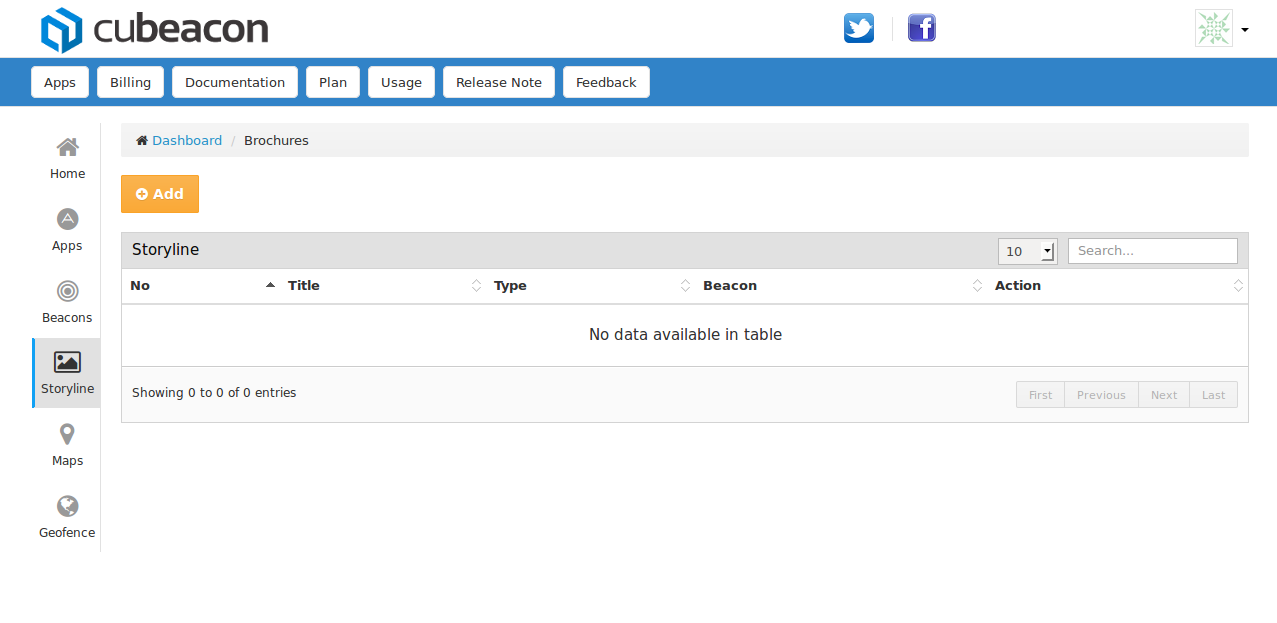 cubeacon
Apps Billing Documentation Plan Usage Release Note Feedback
Dashboard / Brochures
Home
Add
Apps
Storyline 10 Search...
No Title Type Beacon Action
Beacons
No data available in table
Storyline
Showing 0 to 0 of 0 entries First Previous Next Last
Maps
Geofence